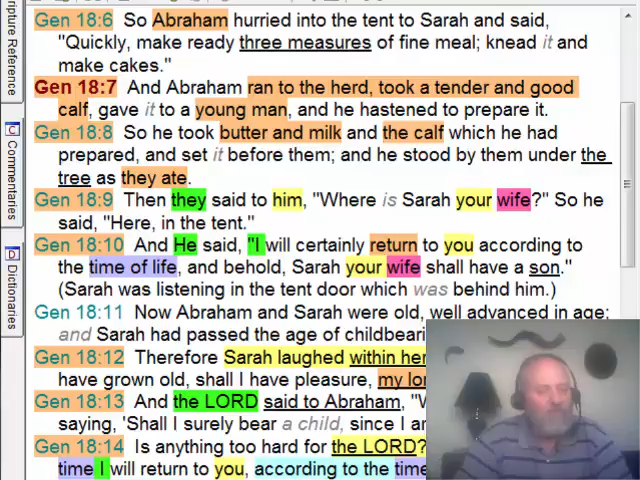 Gen 18:6 So Abraham hurried into the tent to Sarah and said,
"Quickly, make ready three measures of fine meal; knead it and
make cakes."
Gen 18:7 And Abraham ran to the herd, took a tender and good
calf, gave it to a young man, and he hastened to prepare it.
Gen 18:8 So he took butter and milk and the calf which he had
prepared, and set it before them; and he stood by them under the
tree as they ate.
Gen 18:9 Then they said to him, "Where is Sarah your wife?" So he
said, "Here, in the tent."
Gen 18:10 And He said, "I will certainly return to you according to
the time of life, and behold, Sarah your wife shall have a son."
(Sarah was listening in the tent door which was behind him.)
Gen 18:11 Now Abraham and Sarah were old, well advanced in age;
and Sarah had passed the age of childbeari
Gen 18:12 Therefore Sarah laughed within her
have grown old, shall I have pleasure, my lor
Gen 18:13 And the LORD said to Abraham, "W
saying, 'Shall I surely bear a child, since I am
Gen 18:14 Is anything too hard for the LORD?
time I will return to you, according to the time
cripture Reference
Commentaries
Dictionaries